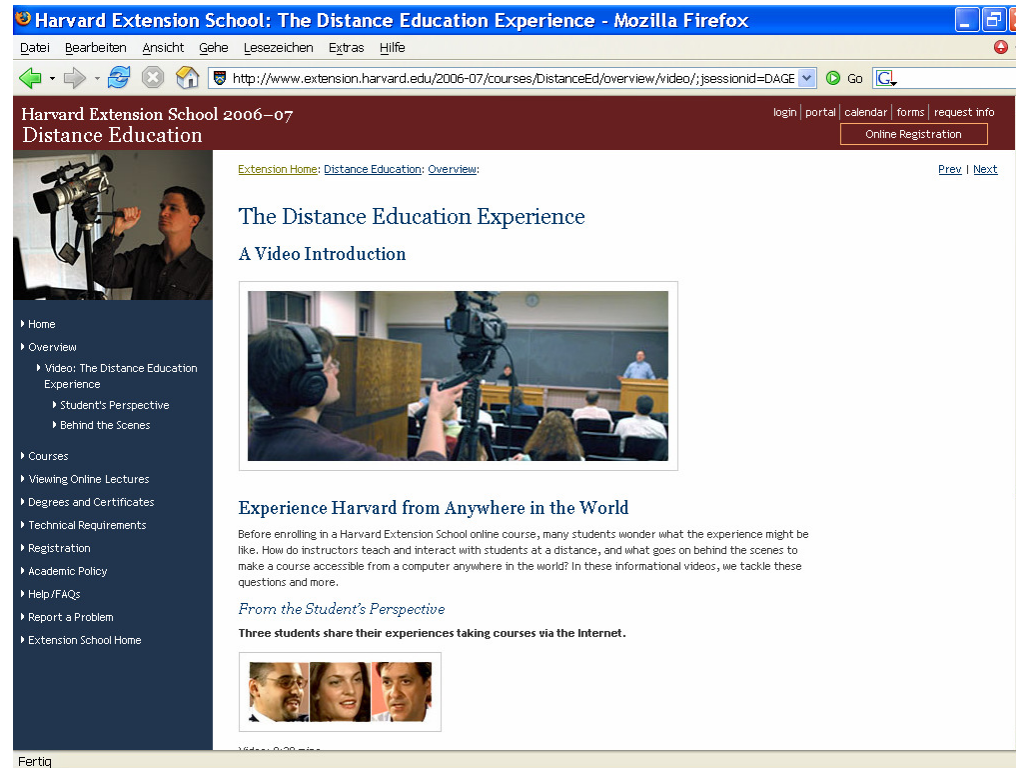 Harvard Extension School: The Distance Education Experience - Mozilla Firefox
Datei Bearbeiten Ansicht Gehe Lesezeichen Extras Hilfe
http://www.extension.harvard.edu/2006-07/courses/DistanceEd/overview/video/;jsessionid=DAGE Go G
Harvard Extension School 2006–07
Distance Education
login | portal | calendar | forms | request info
Online Registration
Extension Home: Distance Education: Overview:
Prev | Next
Home
Overview
Video: The Distance Education
Experience
Student's Perspective
Behind the Scenes
Courses
Viewing Online Lectures
Degrees and Certificates
Technical Requirements
Registration
Academic Policy
Help/FAQs
Report a Problem
Extension School Home
The Distance Education Experience
A Video Introduction
Experience Harvard from Anywhere in the World
Before enrolling in a Harvard Extension School online course, many students wonder what the experience might be
like. How do instructors teach and interact with students at a distance, and what goes on behind the scenes to
make a course accessible from a computer anywhere in the world? In these informational videos, we tackle these
questions and more.
From the Student's Perspective
Three students share their experiences taking courses via the Internet.
Fertig